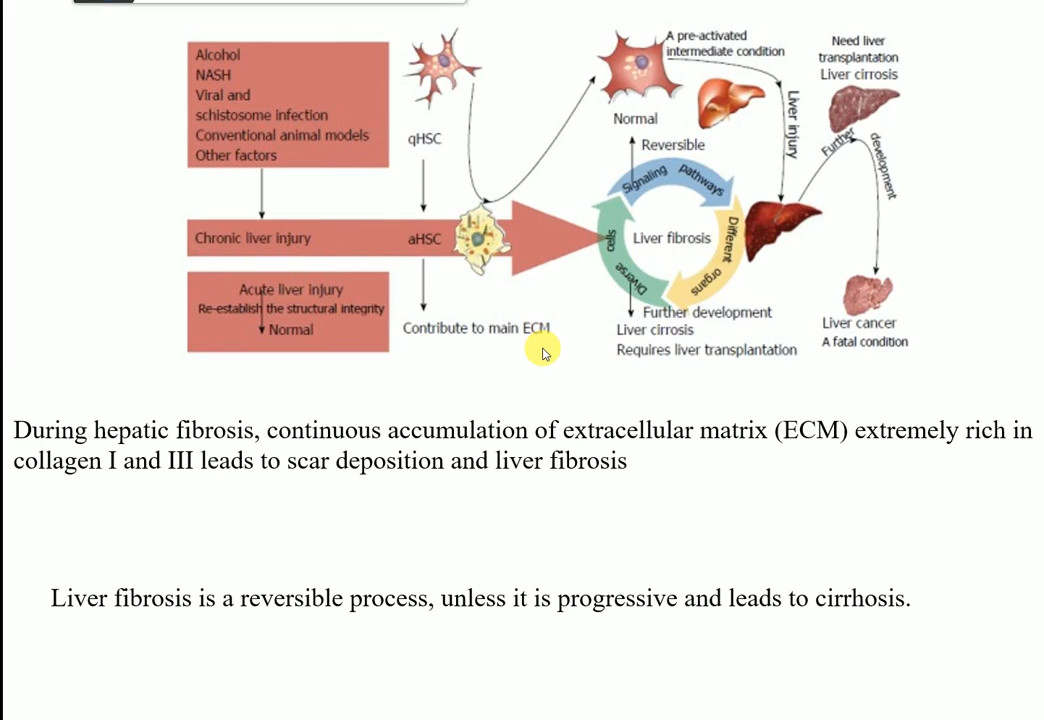 Alcohol
NASH
Viral and
schistosome infection
Conventional animal models
Other factors
qHSC
Chronic liver injury
aHSC
Acute liver injury
Re-establish the structural integrity
Normal
Contribute to main ECM
A pre-activated
intermediate condition
Normal
Reversible
Signaling pathways
Different organs
Diverse cells
Liver fibrosis
Further development
Liver cirrosis
Requires liver transplantation
Liver injury
Need liver
transplantation
Liver cirrosis
Further development
Liver cancer
A fatal condition
During hepatic fibrosis, continuous accumulation of extracellular matrix (ECM) extremely rich in
collagen I and III leads to scar deposition and liver fibrosis
Liver fibrosis is a reversible process, unless it is progressive and leads to cirrhosis.